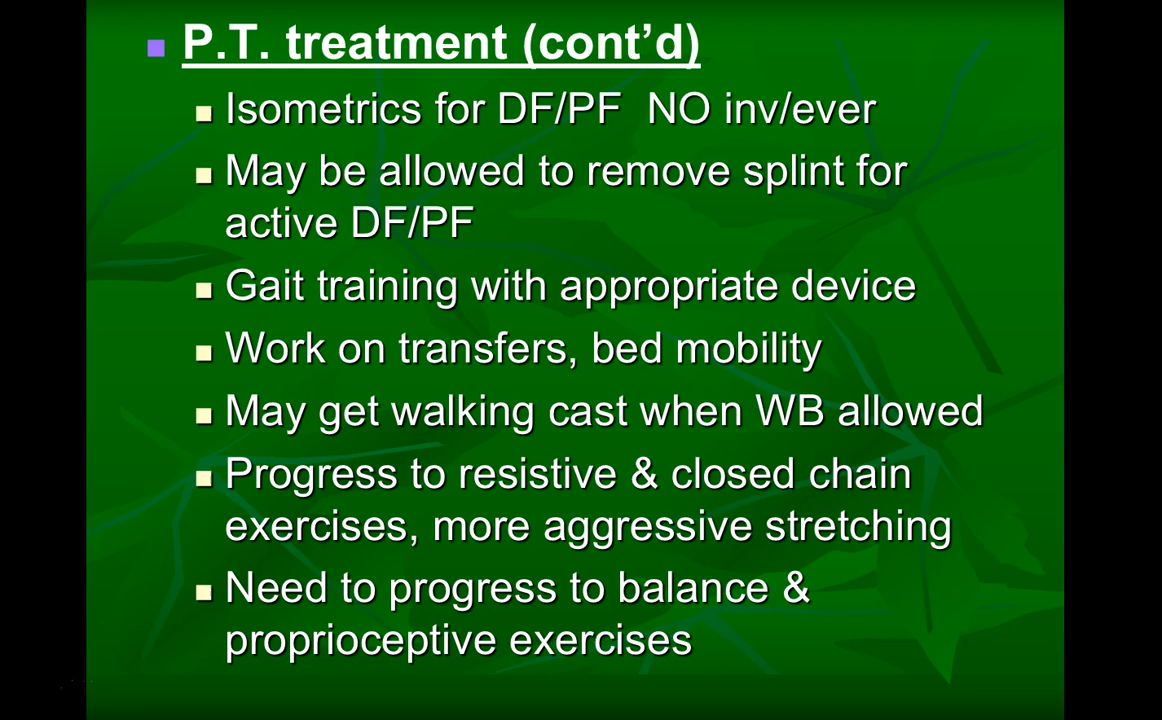 P.T. treatment (cont’d)
Isometrics for DF/PF  NO inv/ever
May be allowed to remove splint for
active DF/PF
Gait training with appropriate device
Work on transfers, bed mobility
May get walking cast when WB allowed
Progress to resistive & closed chain
exercises, more aggressive stretching
Need to progress to balance &
proprioceptive exercises